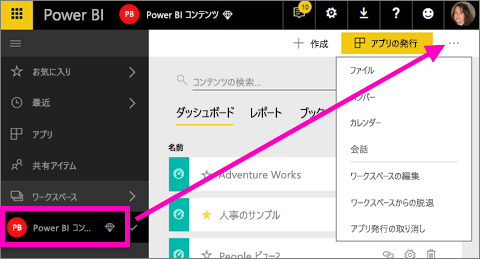 Power BI
PB
Power BI コンテンツ
10
?
＋ 作成
アプリの発行
...
お気に入り
最近
アプリ
共有アイテム
ワークスペース
PB
Power BI コン...
コンテンツの検索...
ダッシュボード
レポート
ブック
名前
Adventure Works
人事のサンプル
People ビュー2
ファイル
メンバー
カレンダー
会話
ワークスペースの編集
ワークスペースからの脱退
アプリ発行の取り消し